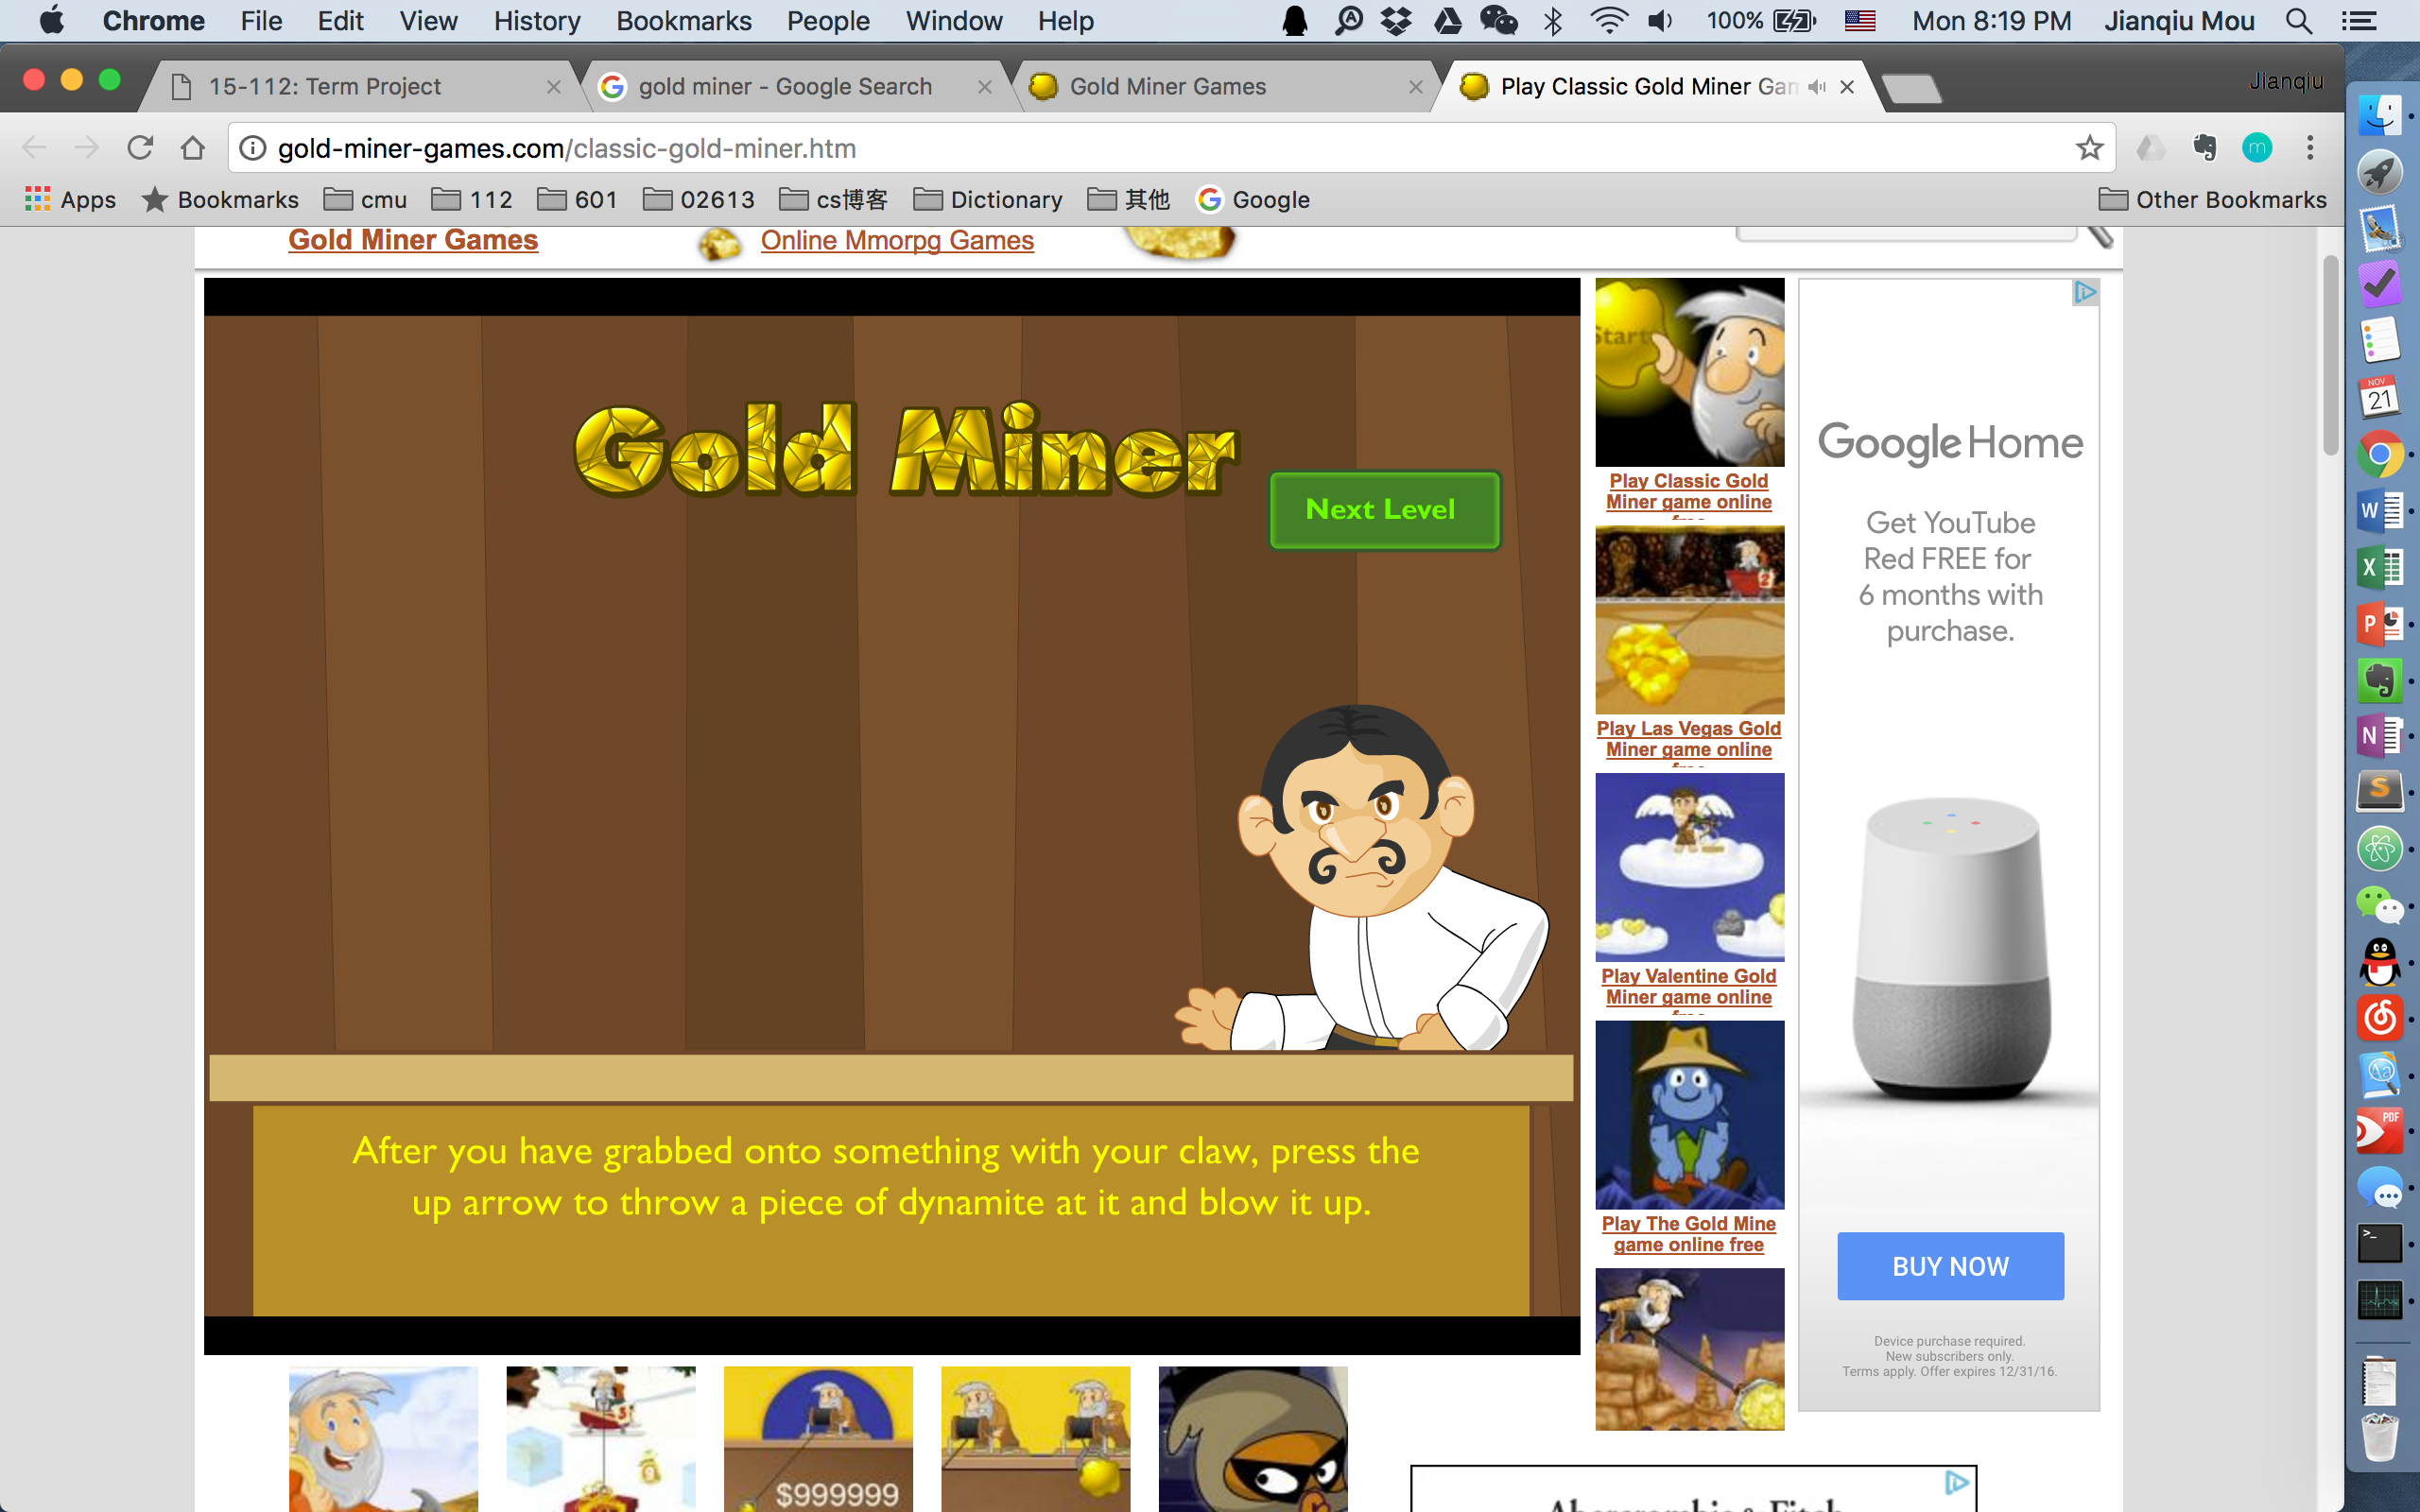 Chrome File Edit View History Bookmarks People Window Help 100% Mon 8:19 PM Jianqiu Mou
15-112: Term Project
gold miner - Google Search
Gold Miner Games
Play Classic Gold Miner Gam
Jianqiu
gold-miner-games.com/classic-gold-miner.htm
Apps Bookmarks cmu 112 601 02613 cs博客 Dictionary 其他 Google Other Bookmarks
Gold Miner Games
Online Mmorpg Games
Gold Miner
Next Level
After you have grabbed onto something with your claw, press the
up arrow to throw a piece of dynamite at it and blow it up.
Start
Play Classic Gold
Miner game online
Play Las Vegas Gold
Miner game online
Play Valentine Gold
Miner game online
Play The Gold Mine
game online free
Google Home
Get YouTube
Red FREE for
6 months with
purchase.
BUY NOW
Device purchase required.
New subscribers only.
Terms apply. Offer expires 12/31/16.
$999999
Abercrombie & Fitch
NOV
21
PDF